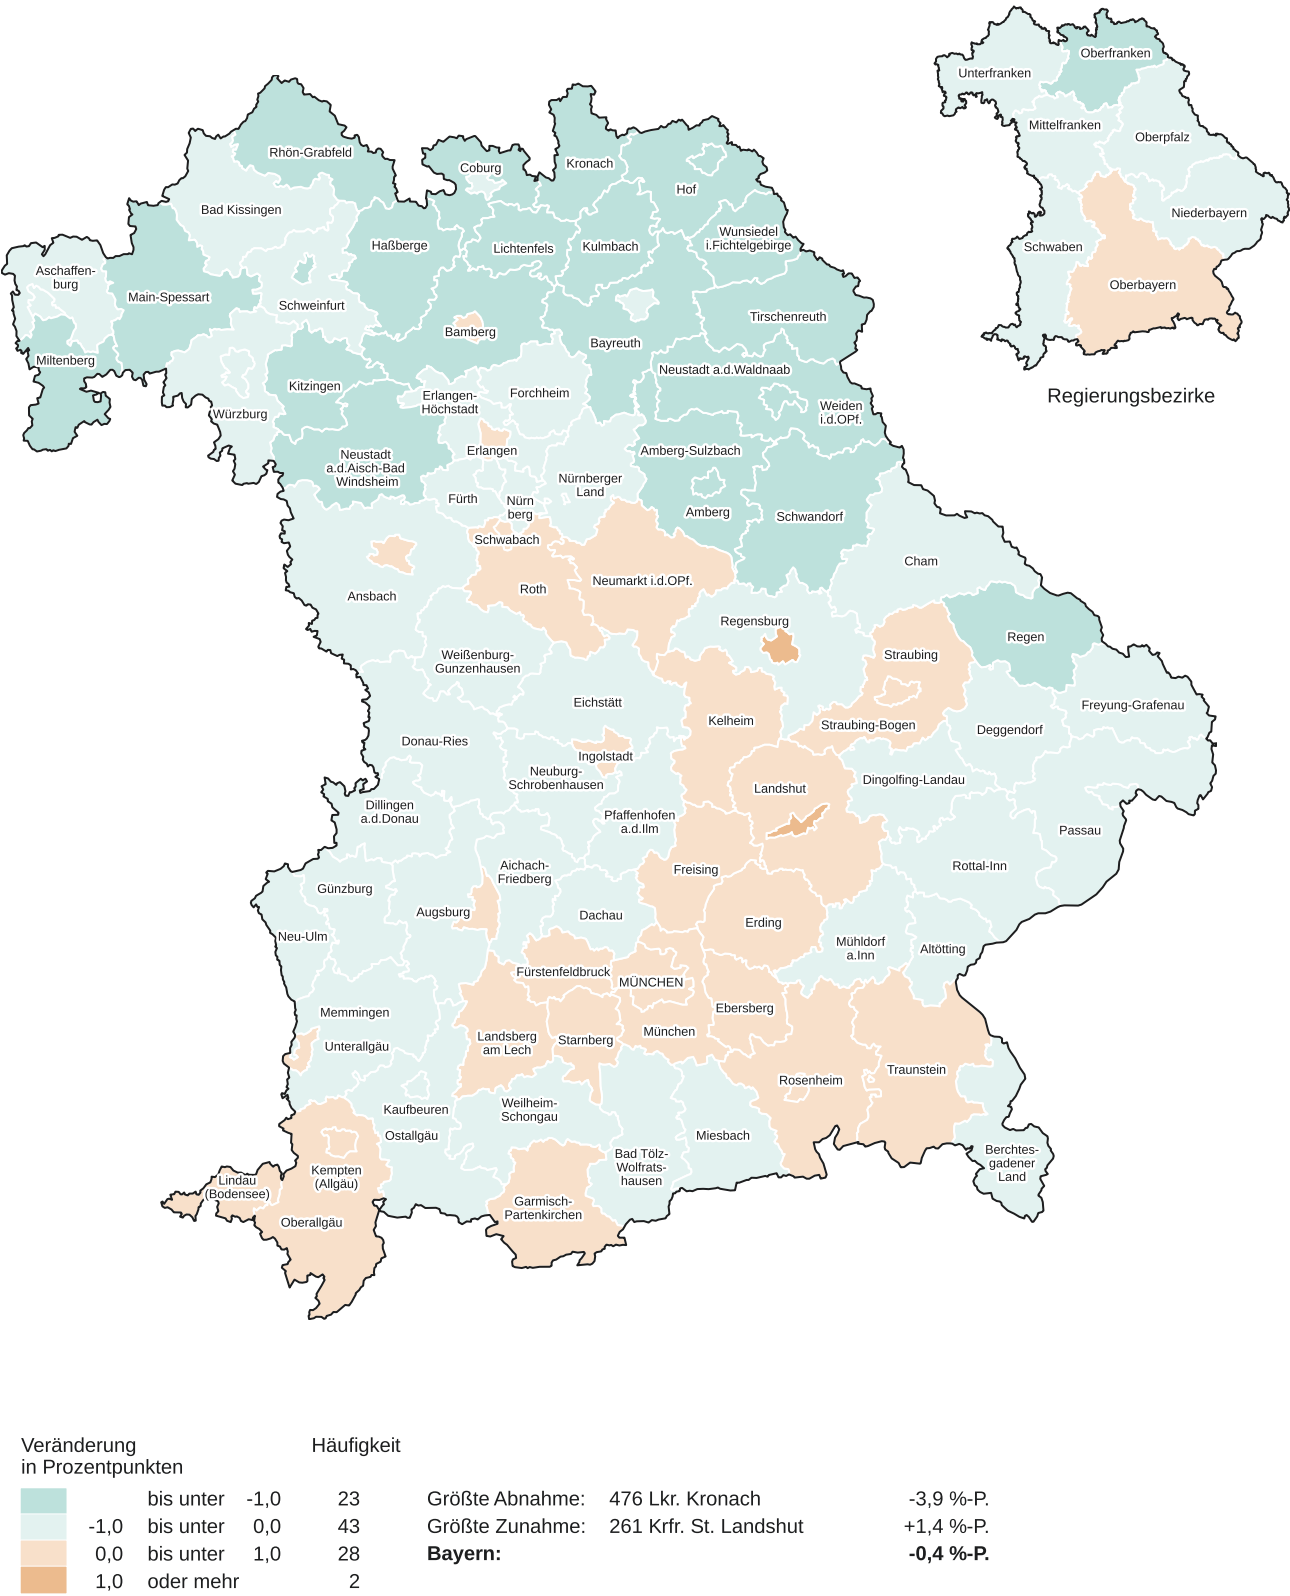 Oberfranken
Unterfranken
Mittelfranken
Oberpfalz
Niederbayern
Schwaben
Oberbayern
Regierungsbezirke
Rhön-Grabfeld
Coburg
Kronach
Hof
Bad Kissingen
Haßberge
Lichtenfels
Kulmbach
Wunsiedel
i.Fichtelgebirge
Aschaffen-
burg
Main-Spessart
Schweinfurt
Bamberg
Bayreuth
Tirschenreuth
Miltenberg
Kitzingen
Würzburg
Erlangen-
Höchstadt
Forchheim
Neustadt a.d.Waldnaab
Weiden
i.d.OPf.
Neustadt
a.d.Aisch-Bad
Windsheim
Erlangen
Amberg-Sulzbach
Fürth
Nürn
berg
Nürnberger
Land
Amberg
Schwandorf
Schwabach
Ansbach
Roth
Neumarkt i.d.OPf.
Cham
Regensburg
Regen
Straubing
Weißenburg-
Gunzenhausen
Eichstätt
Kelheim
Straubing-Bogen
Deggendorf
Freyung-Grafenau
Donau-Ries
Ingolstadt
Neuburg-
Schrobenhausen
Landshut
Dingolfing-Landau
Dillingen
a.d.Donau
Pfaffenhofen
a.d.Ilm
Passau
Aichach-
Friedberg
Freising
Rottal-Inn
Günzburg
Augsburg
Dachau
Erding
Neu-Ulm
Mühldorf
a.Inn
Altötting
Fürstenfeldbruck
MÜNCHEN
Memmingen
Ebersberg
Unterallgäu
Landsberg
am Lech
Starnberg
München
Rosenheim
Traunstein
Kaufbeuren
Ostallgäu
Weilheim-
Schongau
Miesbach
Bad Tölz-
Wolfrats-
hausen
Berchtes-
gadener
Land
Kempten
(Allgäu)
Lindau
(Bodensee)
Oberallgäu
Garmisch-
Partenkirchen
Veränderung
in Prozentpunkten
Häufigkeit
bis unter -1,0 23 Größte Abnahme: 476 Lkr. Kronach -3,9 %-P.
-1,0 bis unter 0,0 43 Größte Zunahme: 261 Krfr. St. Landshut +1,4 %-P.
0,0 bis unter 1,0 28 Bayern: -0,4 %-P.
1,0 oder mehr 2